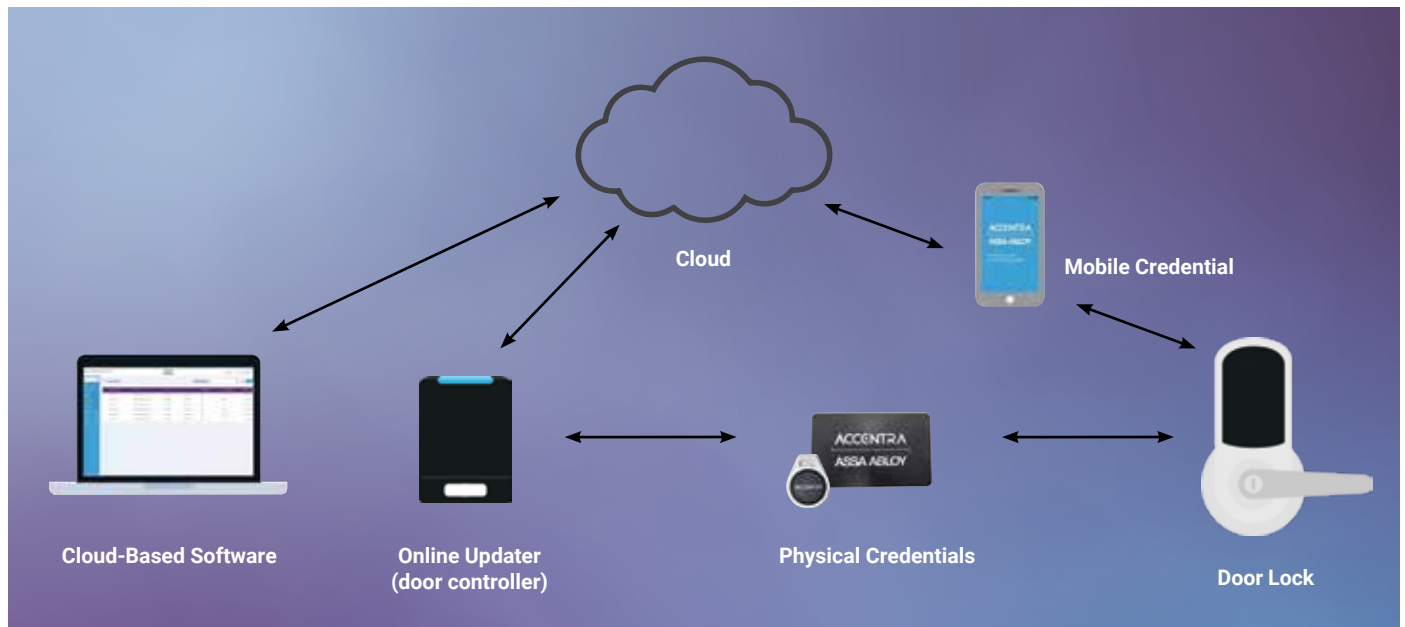 Cloud
ACCENTRA
ASSA ABLOY
Mobile Credential
ACCENTRA
ASSA ABLOY
ACCENTRA
Cloud-Based Software
Online Updater
(door controller)
Physical Credentials
Door Lock